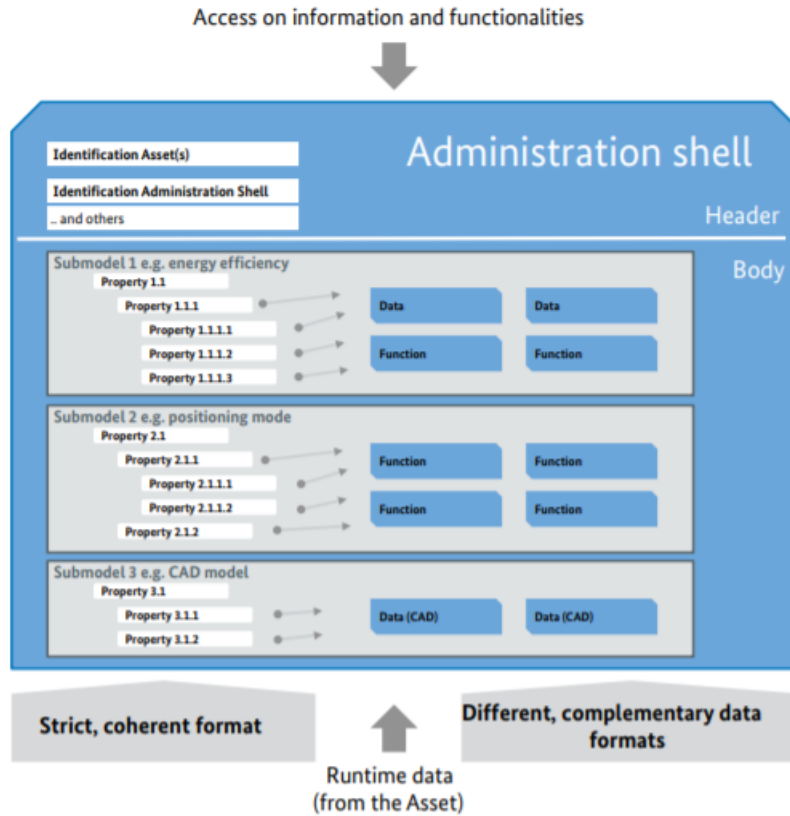 Access on information and functionalities
Administration shell
Identification Asset(s)
Identification Administration Shell
.. and others
Header
Body
Submodel 1 e.g. energy efficiency
Property 1.1
Property 1.1.1
Property 1.1.1.1
Property 1.1.1.2
Property 1.1.1.3
Data
Data
Function
Function
Submodel 2 e.g. positioning mode
Property 2.1
Property 2.1.1
Property 2.1.1.1
Property 2.1.1.2
Property 2.1.2
Function
Function
Function
Function
Submodel 3 e.g. CAD model
Property 3.1
Property 3.1.1
Property 3.1.2
Data (CAD)
Data (CAD)
Strict, coherent format
Different, complementary data
formats
Runtime data
(from the Asset)